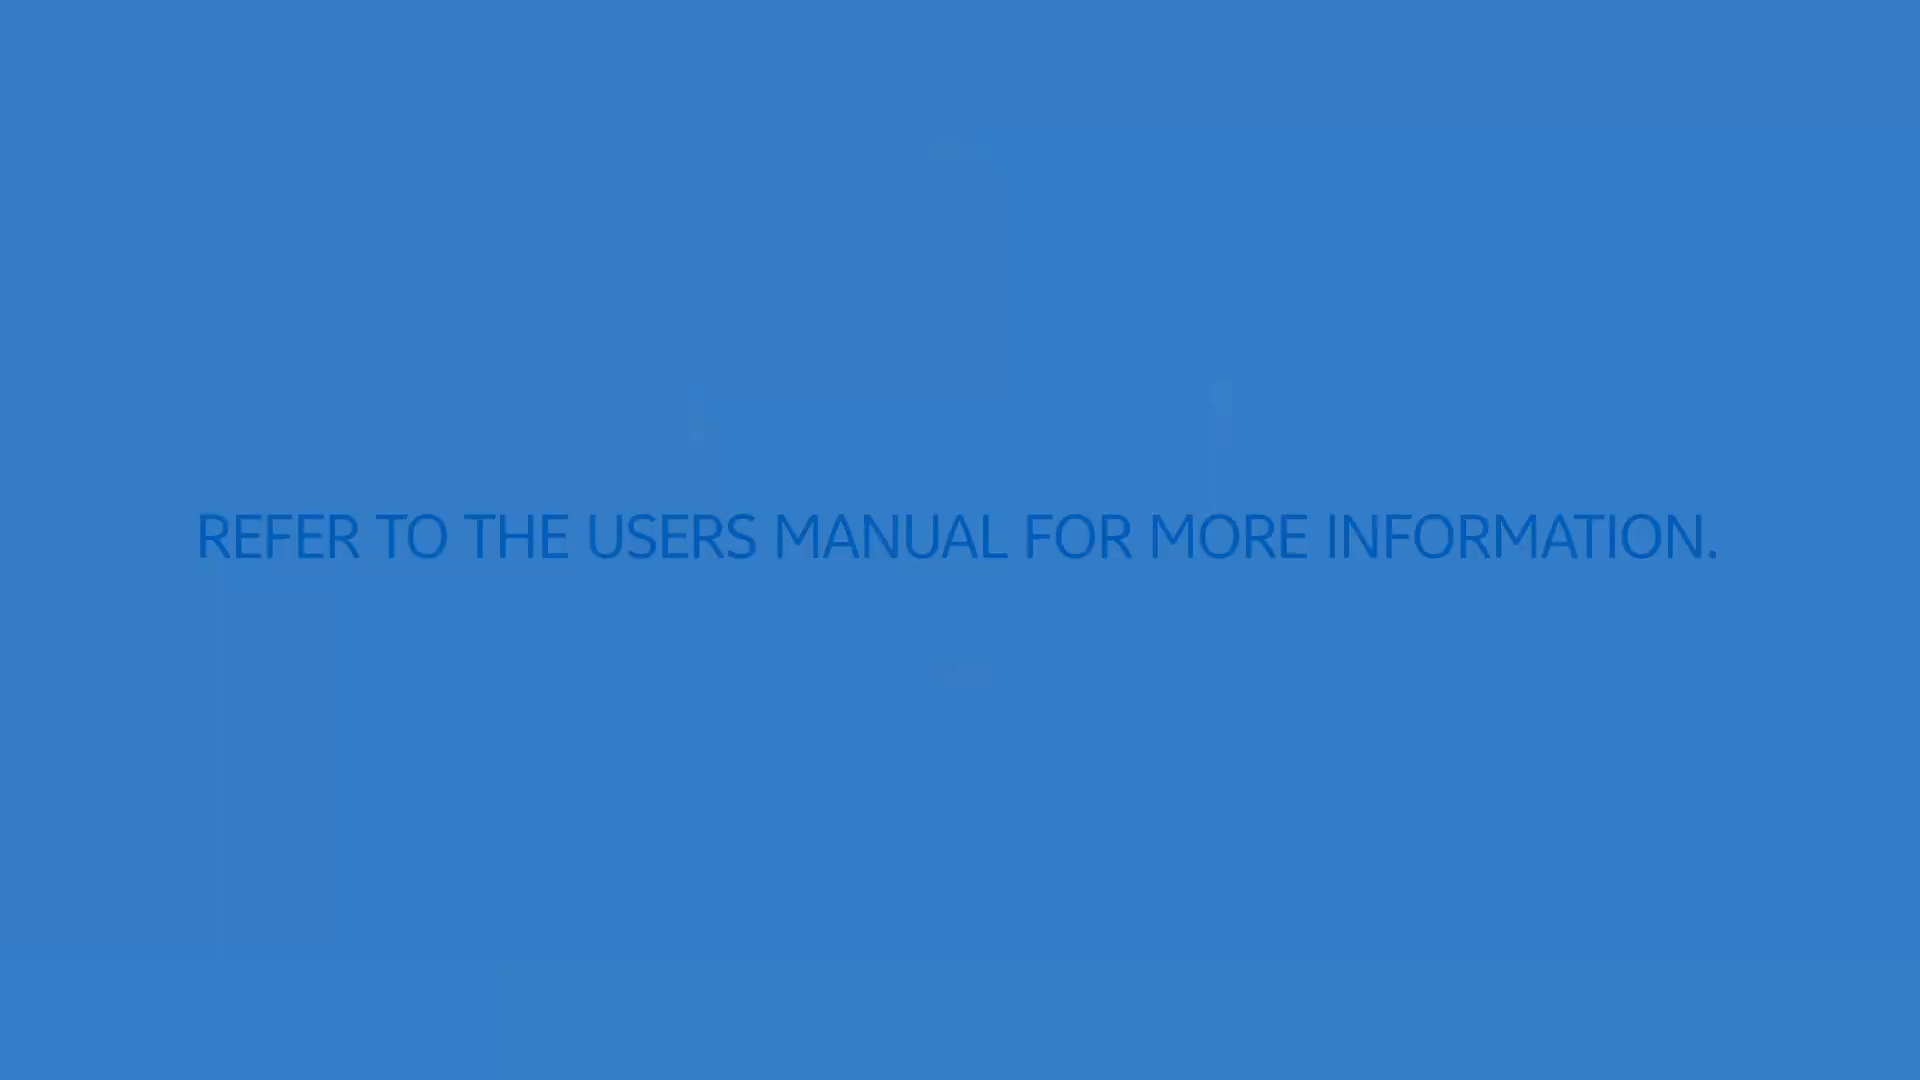 REFER TO THE USERS MANUAL FOR MORE INFORMATION.